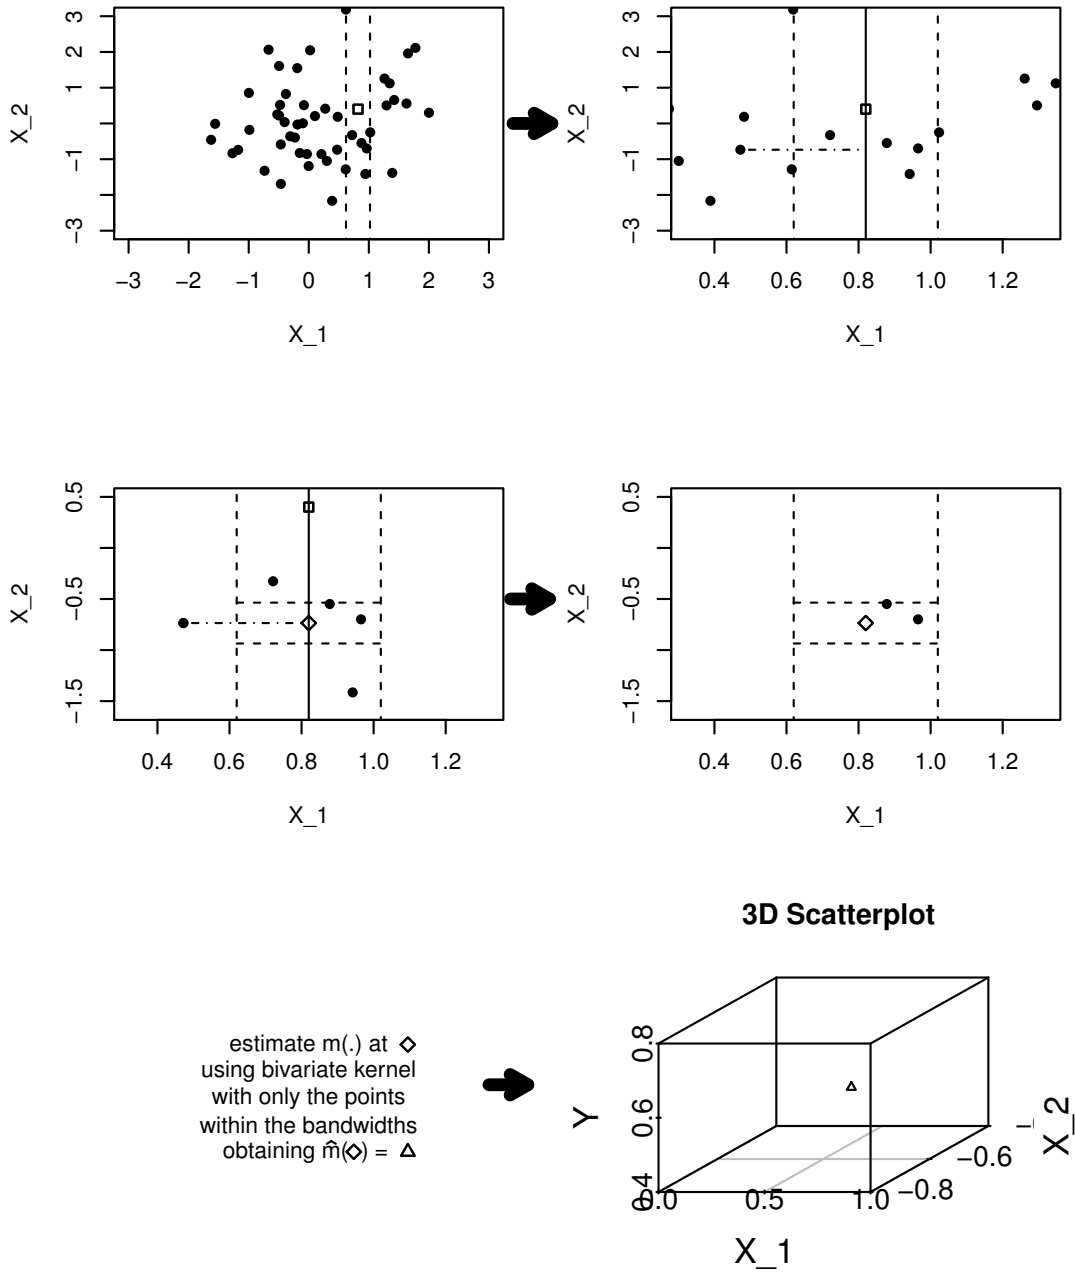 3
2
1
−1
−3
X_2
−3 −2 −1 0 1 2 3
X_1
3
2
1
−1
−3
X_2
0.4 0.6 0.8 1.0 1.2
X_1
0.5
−0.5
−1.5
X_2
0.4 0.6 0.8 1.0 1.2
X_1
0.5
−0.5
−1.5
X_2
0.4 0.6 0.8 1.0 1.2
X_1
estimate m(.) at ◇
using bivariate kernel
with only the points
within the bandwidths
obtaining m̂(◇) = △
3D Scatterplot
0.8
0.6
0.4
Y
0.0 0.5 1.0
X_1
−0.8
−0.6
X_2